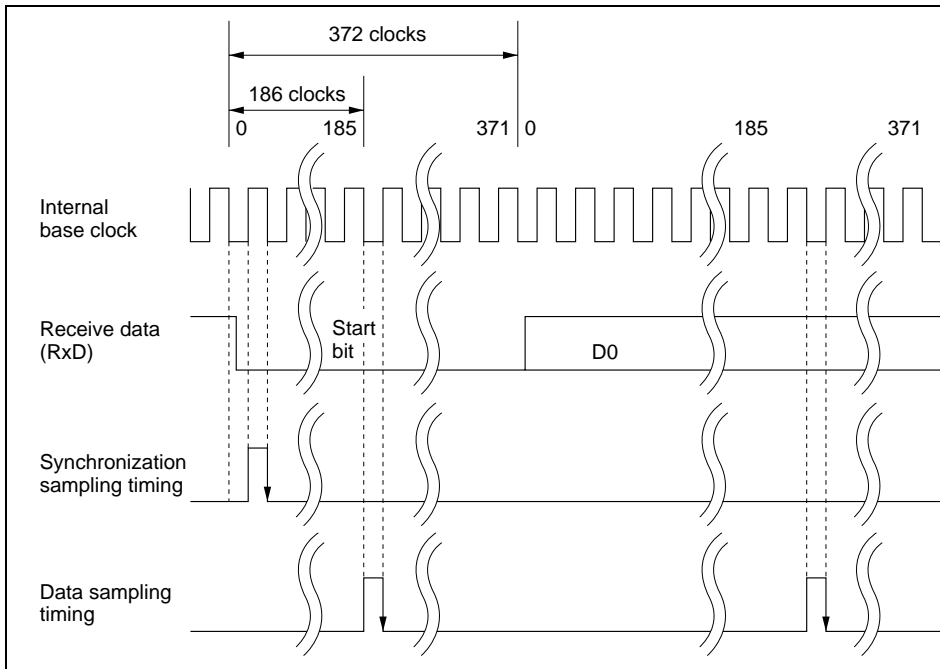 372 clocks
186 clocks
0 185 371 0 185 371
Internal
base clock
Receive data
(RxD)
Start
bit
D0
Synchronization
sampling timing
Data sampling
timing